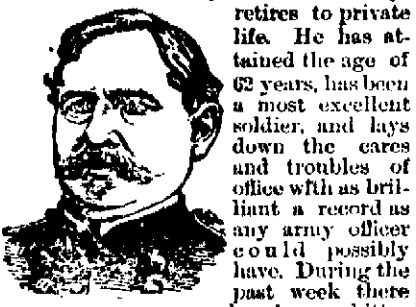 retires to private
life. He has at-
tained the age of
62 years, has been
a most excellent
soldier, and lays
down the cares
and troubles of
office with as bril-
liant a record as
any army officer
could possibly
have. During the
past week there